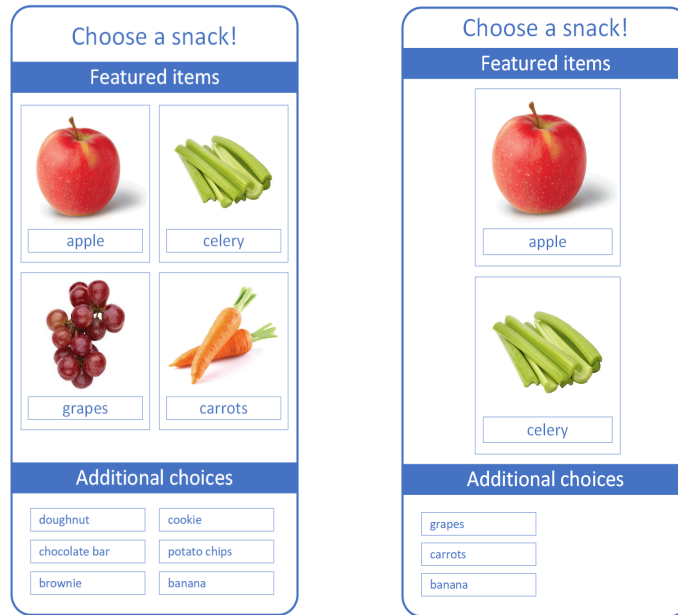 Choose a snack!
Featured items
apple
celery
grapes
carrots
Additional choices
doughnut
cookie
chocolate bar
potato chips
brownie
banana
Choose a snack!
Featured items
apple
celery
Additional choices
grapes
carrots
banana